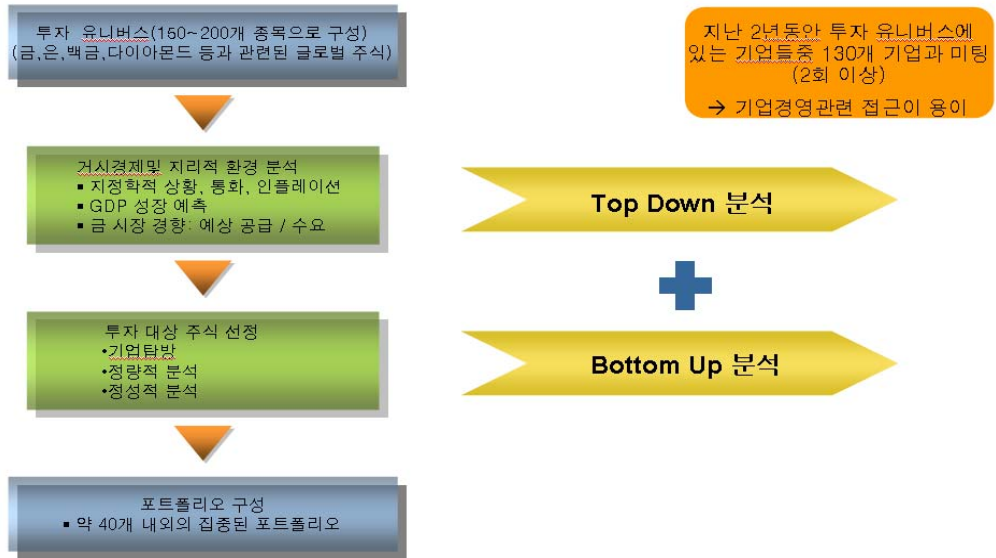 투자 유니버스(150~200개 종목으로 구성)
(금,은,백금,다이아몬드 등과 관련된 글로벌 주식)
지난 2년동안 투자 유니버스에
있는 기업들중 130개 기업과 미팅
(2회 이상)
→ 기업경영관련 접근이 용이
거시경제및 지리적 환경 분석
▪ 지정학적 상황, 통화, 인플레이션
▪ GDP 성장 예측
▪ 금 시장 경향: 예상 공급 / 수요
Top Down 분석
투자 대상 주식 선정
•기업탐방
•정량적 분석
•정성적 분석
Bottom Up 분석
포트폴리오 구성
▪ 약 40개 내외의 집중된 포트폴리오